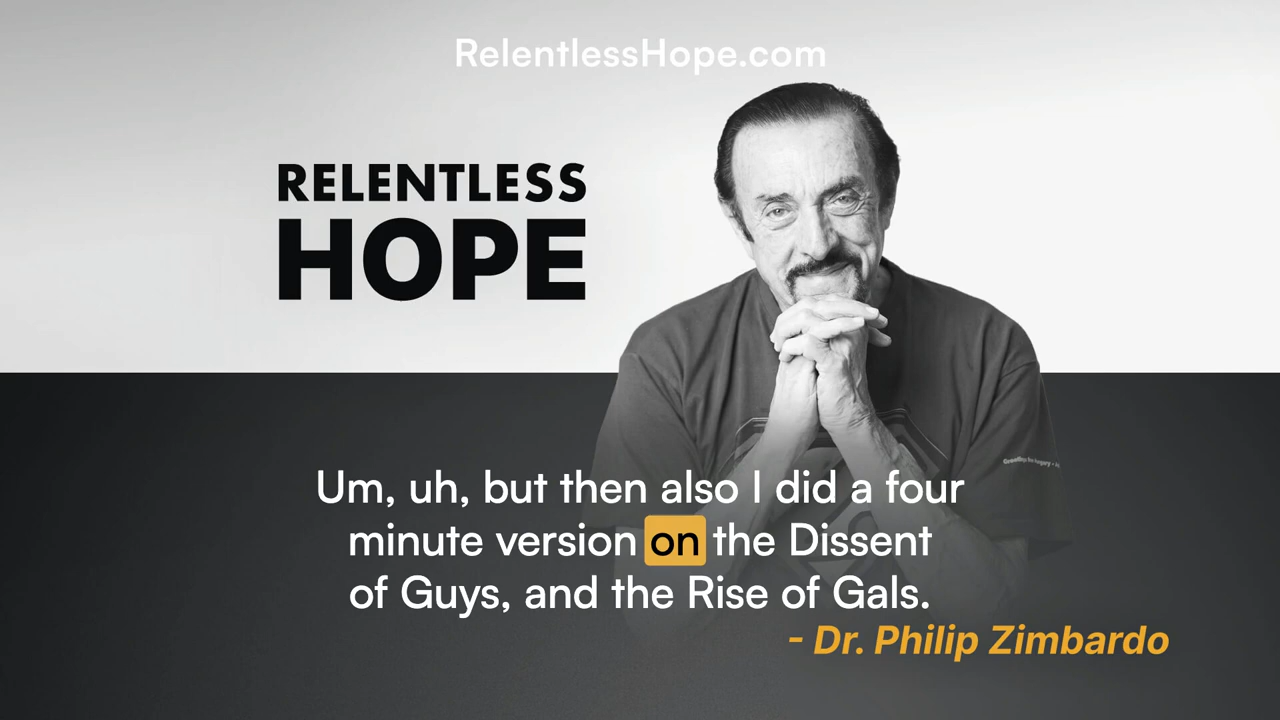 RelentlessHope.com
RELENTLESS
HOPE
Um, uh, but then also I did a four
minute version on the Dissent
of Guys, and the Rise of Gals.
- Dr. Philip Zimbardo